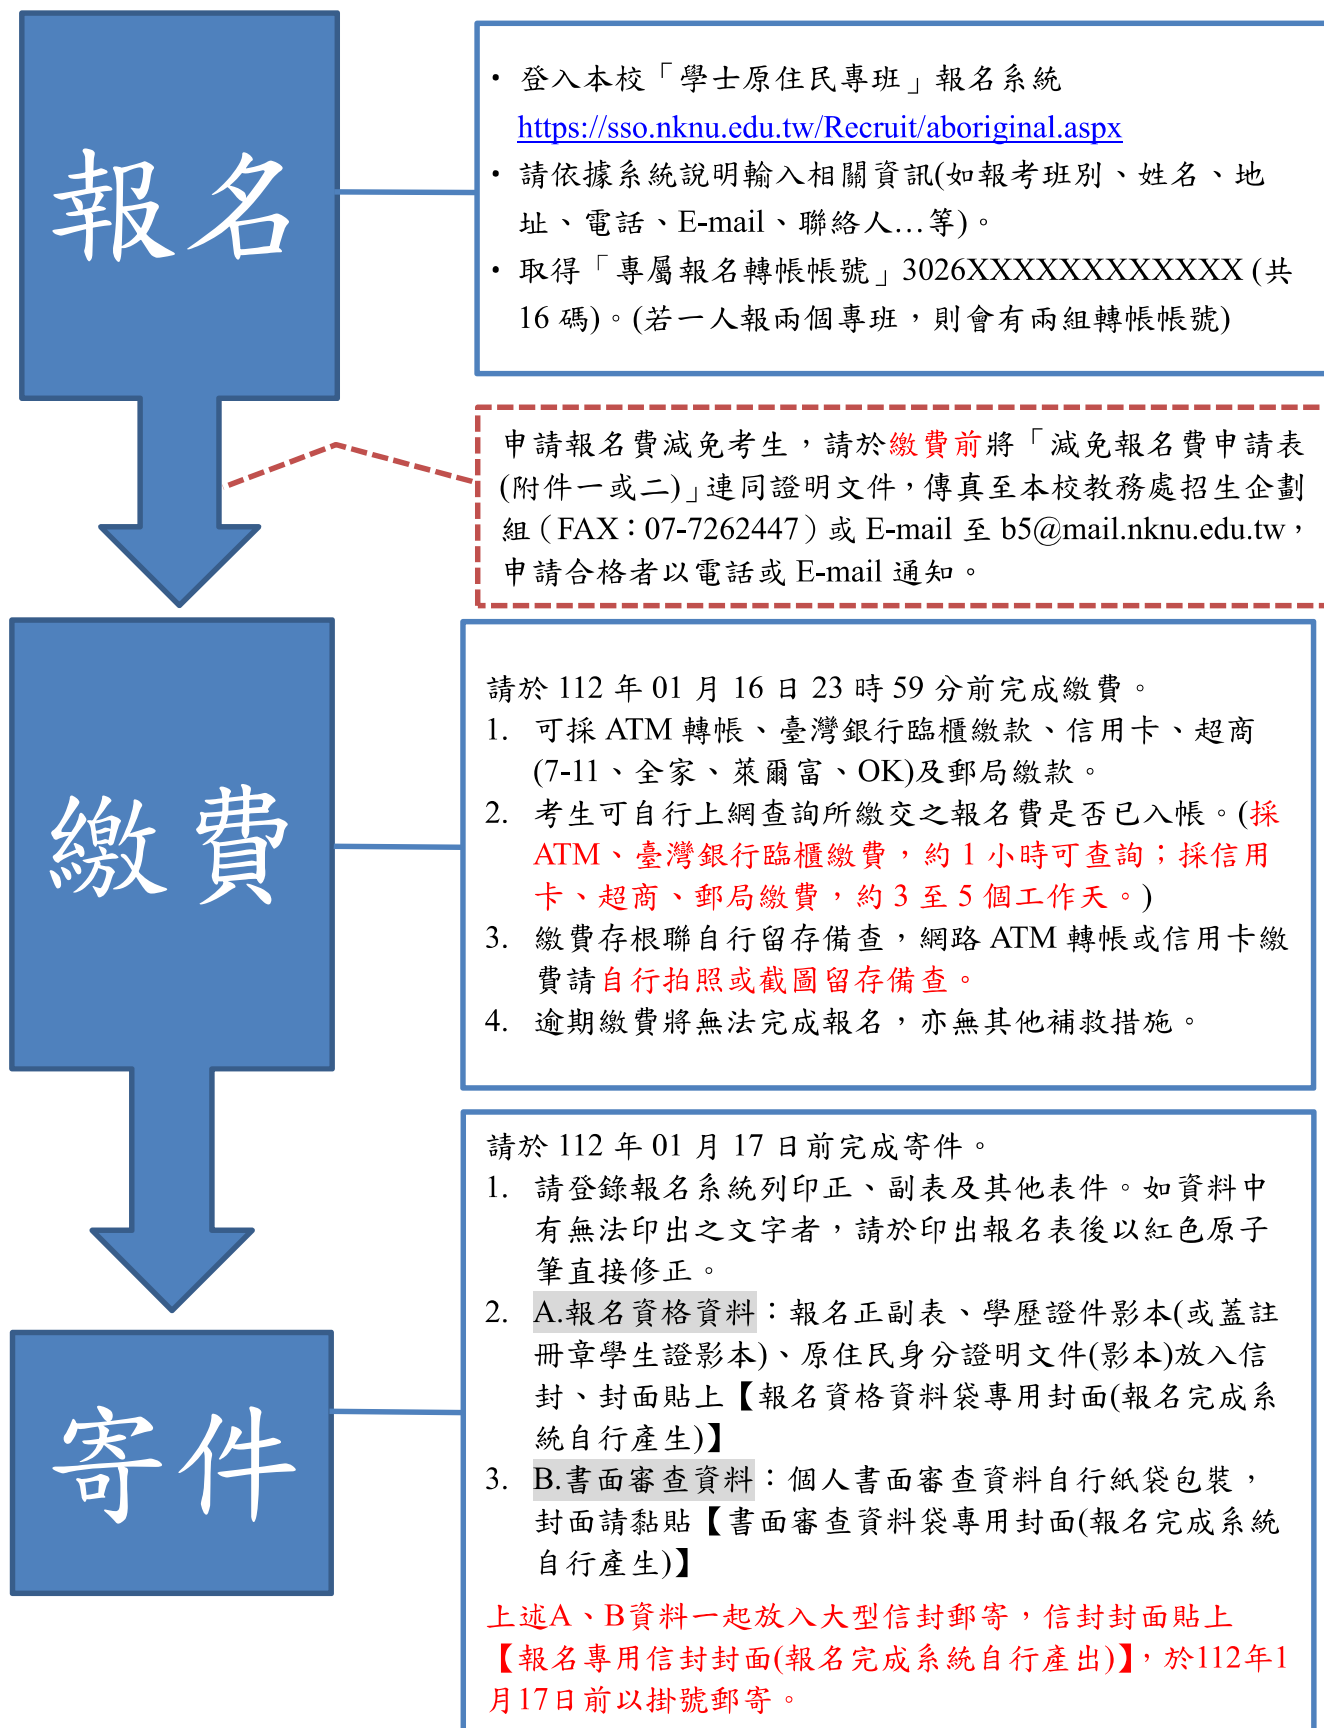 報名
・登入本校「學士原住民專班」報名系統
https://sso.nknu.edu.tw/Recruit/aboriginal.aspx
・請依據系統說明輸入相關資訊(如報考班別、姓名、地
址、電話、E-mail、聯絡人…等)。
・取得「專屬報名轉帳帳號」3026XXXXXXXXXXXX (共
16 碼)。(若一人報兩個專班，則會有兩組轉帳帳號)
申請報名費減免考生，請於繳費前將「減免報名費申請表
(附件一或二)」連同證明文件，傳真至本校教務處招生企劃
組（FAX：07-7262447）或 E-mail 至 b5@mail.nknu.edu.tw，
申請合格者以電話或 E-mail 通知。
繳費
請於 112 年 01 月 16 日 23 時 59 分前完成繳費。
1. 可採 ATM 轉帳、臺灣銀行臨櫃繳款、信用卡、超商
(7-11、全家、萊爾富、OK)及郵局繳款。
2. 考生可自行上網查詢所繳交之報名費是否已入帳。(採
ATM、臺灣銀行臨櫃繳費，約 1 小時可查詢；採信用
卡、超商、郵局繳費，約 3 至 5 個工作天。)
3. 繳費存根聯自行留存備查，網路 ATM 轉帳或信用卡繳
費請自行拍照或截圖留存備查。
4. 逾期繳費將無法完成報名，亦無其他補救措施。
寄件
請於 112 年 01 月 17 日前完成寄件。
1. 請登錄報名系統列印正、副表及其他表件。如資料中
有無法印出之文字者，請於印出報名表後以紅色原子
筆直接修正。
2. A.報名資格資料：報名正副表、學歷證件影本(或蓋註
冊章學生證影本)、原住民身分證明文件(影本)放入信
封、封面貼上【報名資格資料袋專用封面(報名完成系
統自行產生)】
3. B.書面審查資料：個人書面審查資料自行紙袋包裝，
封面請黏貼【書面審查資料袋專用封面(報名完成系統
自行產生)】
上述A、B資料一起放入大型信封郵寄，信封封面貼上
【報名專用信封封面(報名完成系統自行產出)】，於112年1
月17日前以掛號郵寄。